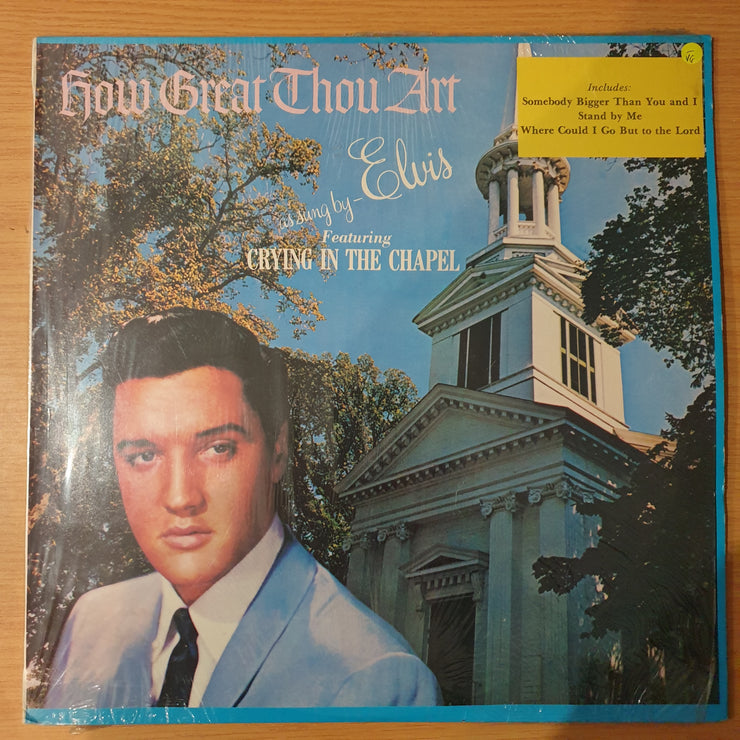 How Great Thou Art
as sung by - Elvis
Featuring
CRYING IN THE CHAPEL
Includes:
Somebody Bigger Than You and I
Stand by Me
Where Could I Go But to the Lord
VG